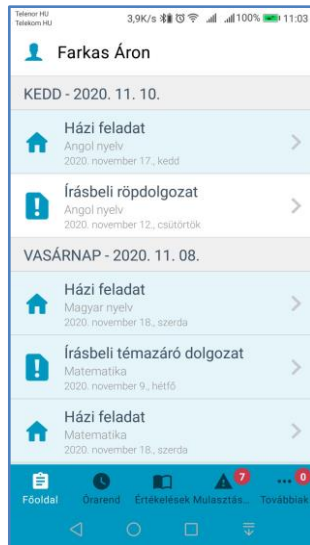 Telenor HU
Telekom HU
3,9K/s 100% 11:03
Farkas Áron
KEDD - 2020. 11. 10.
Házi feladat
Angol nyelv
2020. november 17., kedd
Írásbeli röpdolgozat
Angol nyelv
2020. november 12., csütörtök
VASÁRNAP - 2020. 11. 08.
Házi feladat
Magyar nyelv
2020. november 18., szerda
Írásbeli témazáró dolgozat
Matematika
2020. november 9., hétfő
Házi feladat
Matematika
2020. november 18., szerda
7 0
Főoldal Órarend Értékelések Mulasztás... Továbbiak